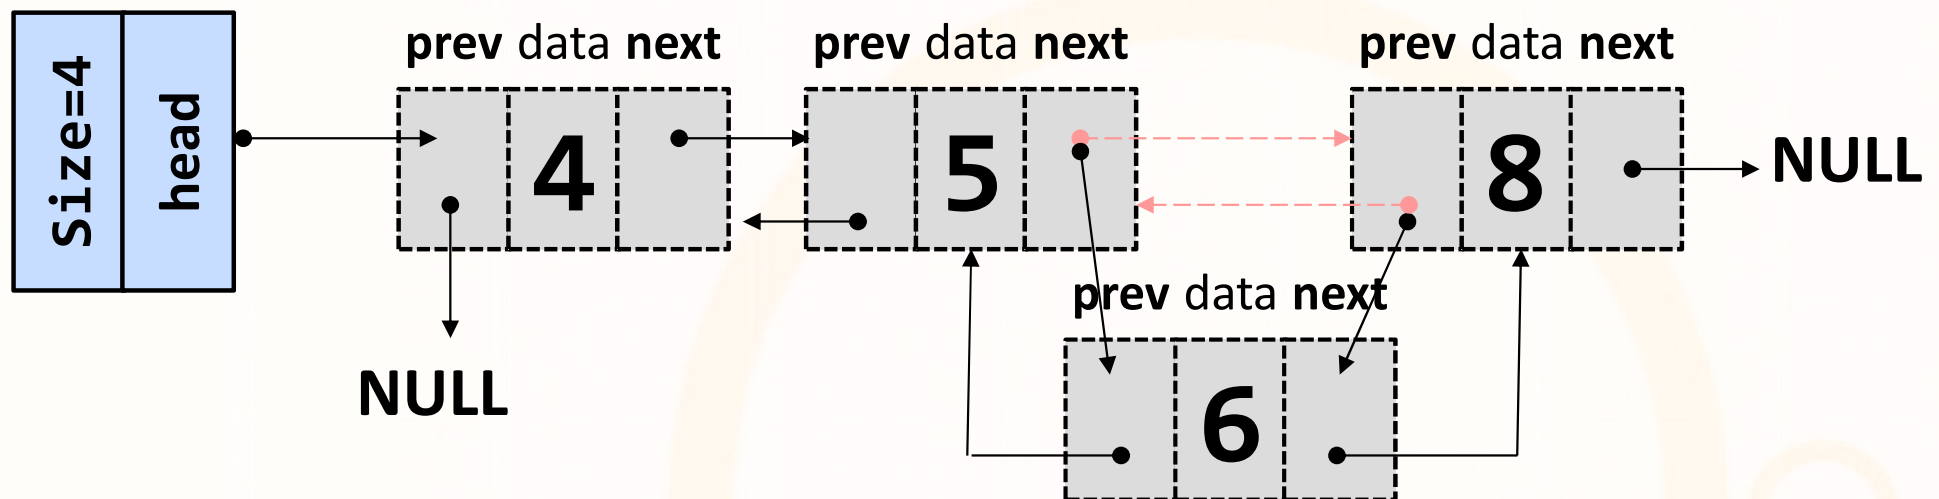 Size=4
head
prev data next
4
NULL
prev data next
5
prev data next
8
NULL
prev data next
6